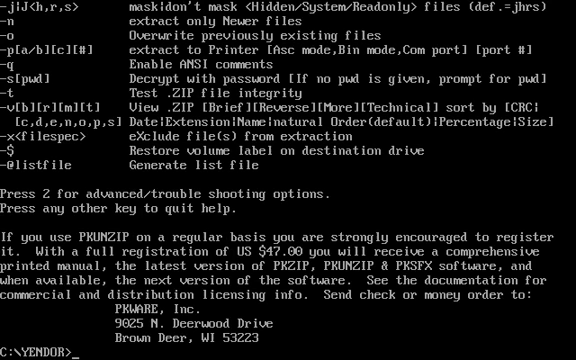 -j|J<h,r,s> mask|don't mask <Hidden/System/Readonly> files (def.=jhrs)
-n extract only Newer files
-o Overwrite previously existing files
-p[a/b][c][#] extract to Printer [Asc mode,Bin mode,Com port] [port #]
-q Enable ANSI comments
-s[pwd] Decrypt with password [If no pwd is given, prompt for pwd]
-t Test .ZIP file integrity
-v[b][r][m][t] View .ZIP [Brief][Reverse][More][Technical] sort by [CRC|
[c,d,e,n,o,p,s] Date|Extension|Name|natural Order(default)|Percentage|Size]
-x<filespec> eXclude file(s) from extraction
-$ Restore volume label on destination drive
-@listfile Generate list file
Press 2 for advanced/trouble shooting options.
Press any other key to quit help.
If you use PKUNZIP on a regular basis you are strongly encouraged to register
it. With a full registration of US $47.00 you will receive a comprehensive
printed manual, the latest version of PKZIP, PKUNZIP & PKSFX software, and
when available, the next version of the software. See the documentation for
commercial and distribution licensing info. Send check or money order to:
PKWARE, Inc.
9025 N. Deerwood Drive
Brown Deer, WI 53223
C:\YENDOR>_